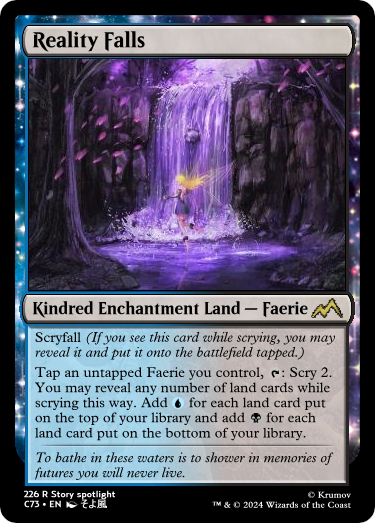 Reality Falls
Kindred Enchantment Land — Faerie
Scryfall (If you see this card while scrying, you may
reveal it and put it onto the battlefield tapped.)
Tap an untapped Faerie you control, : Scry 2.
You may reveal any number of land cards while
scrying this way. Add for each land card put
on the top of your library and add for each
land card put on the bottom of your library.
To bathe in these waters is to shower in memories of
futures you will never live.
226 R Story spotlight
© Krumov
C73 • EN そよ風
™ & © 2024 Wizards of the Coast